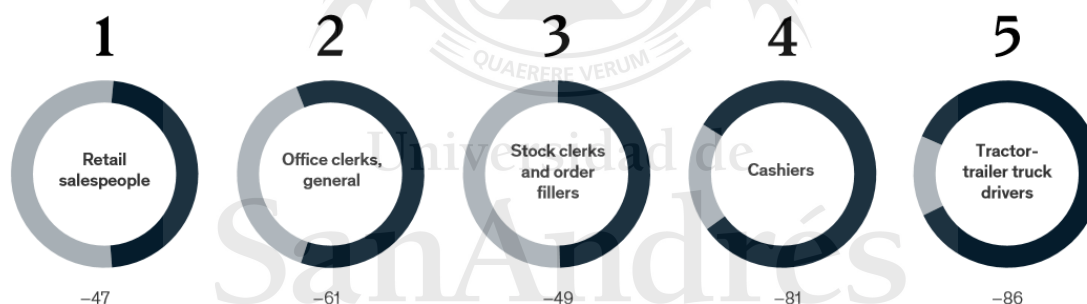 1 2 3 4 5
QUAERERE VERUM
Universidad de
SanAndrés
Retail
salespeople
Office clerks,
general
Stock clerks
and order
fillers
Cashiers
Tractor-
trailer truck
drivers
–47 –61 –49 –81 –86